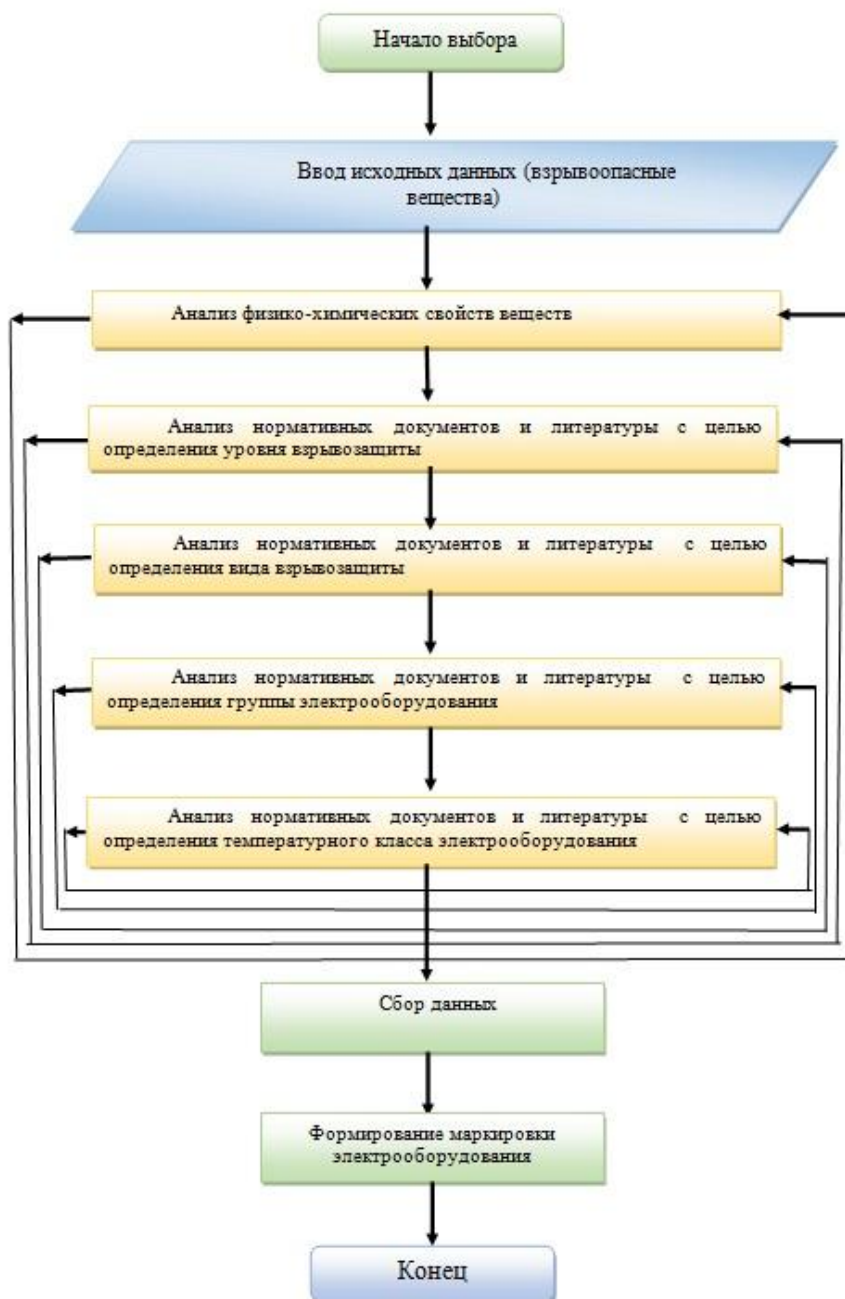 Начало выбора
Ввод исходных данных (взрывоопасные
вещества)
Анализ физико-химических свойств веществ
Анализ нормативных документов и литературы с целью
определения уровня взрывозащиты
Анализ нормативных документов и литературы с целью
определения вида взрывозащиты
Анализ нормативных документов и литературы с целью
определения группы электрооборудования
Анализ нормативных документов и литературы с целью
определения температурного класса электрооборудования
Сбор данных
Формирование маркировки
электрооборудования
Конец